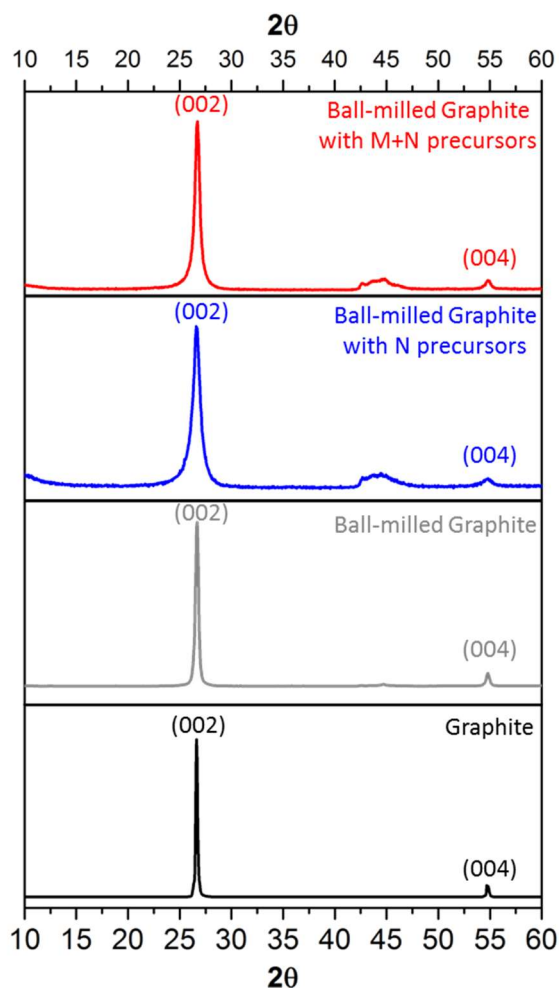 2θ
10 15 20 25 30 35 40 45 50 55 60
(002)
Ball-milled Graphite
with M+N precursors
(004)
(002)
Ball-milled Graphite
with N precursors
(004)
(002)
Ball-milled Graphite
(004)
(002)
Graphite
(004)
10 15 20 25 30 35 40 45 50 55 60
2θ